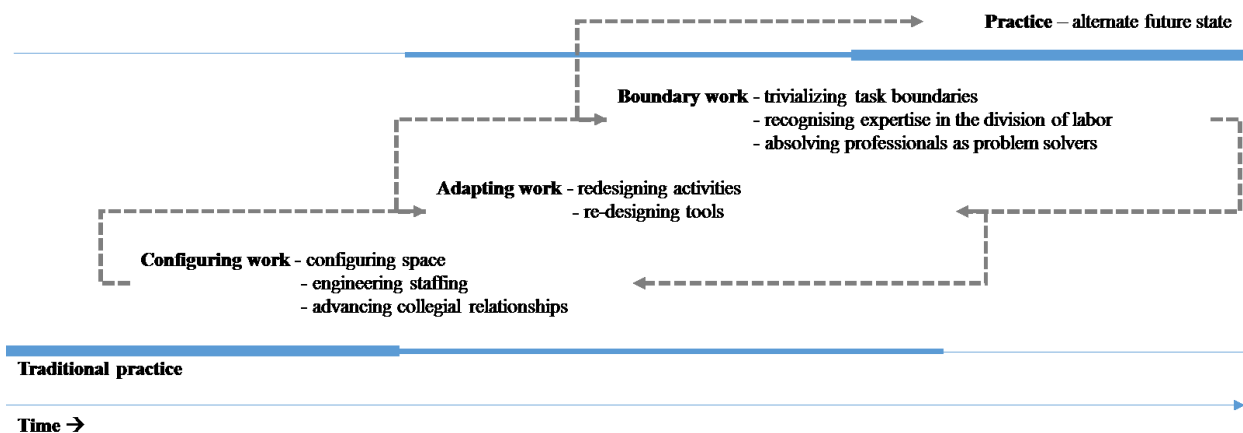 Practice – alternate future state
Boundary work - trivializing task boundaries
- recognising expertise in the division of labor
- absolving professionals as problem solvers
Adapting work - redesigning activities
- re-designing tools
Configuring work - configuring space
- engineering staffing
- advancing collegial relationships
Traditional practice
Time →